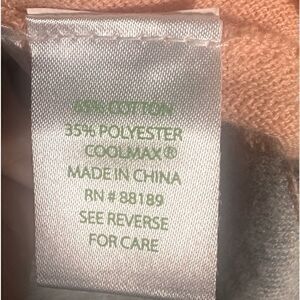 65% COTTON
35% POLYESTER
COOLMAX®
MADE IN CHINA
RN # 88189
SEE REVERSE
FOR CARE